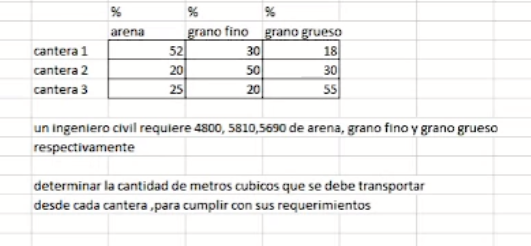 % % %
arena grano fino grano grueso
cantera 1 52 30 18
cantera 2 20 50 30
cantera 3 25 20 55
un ingeniero civil requiere 4800, 5810,5690 de arena, grano fino y grano grueso
respectivamente
determinar la cantidad de metros cubicos que se debe transportar
desde cada cantera ,para cumplir con sus requerimientos